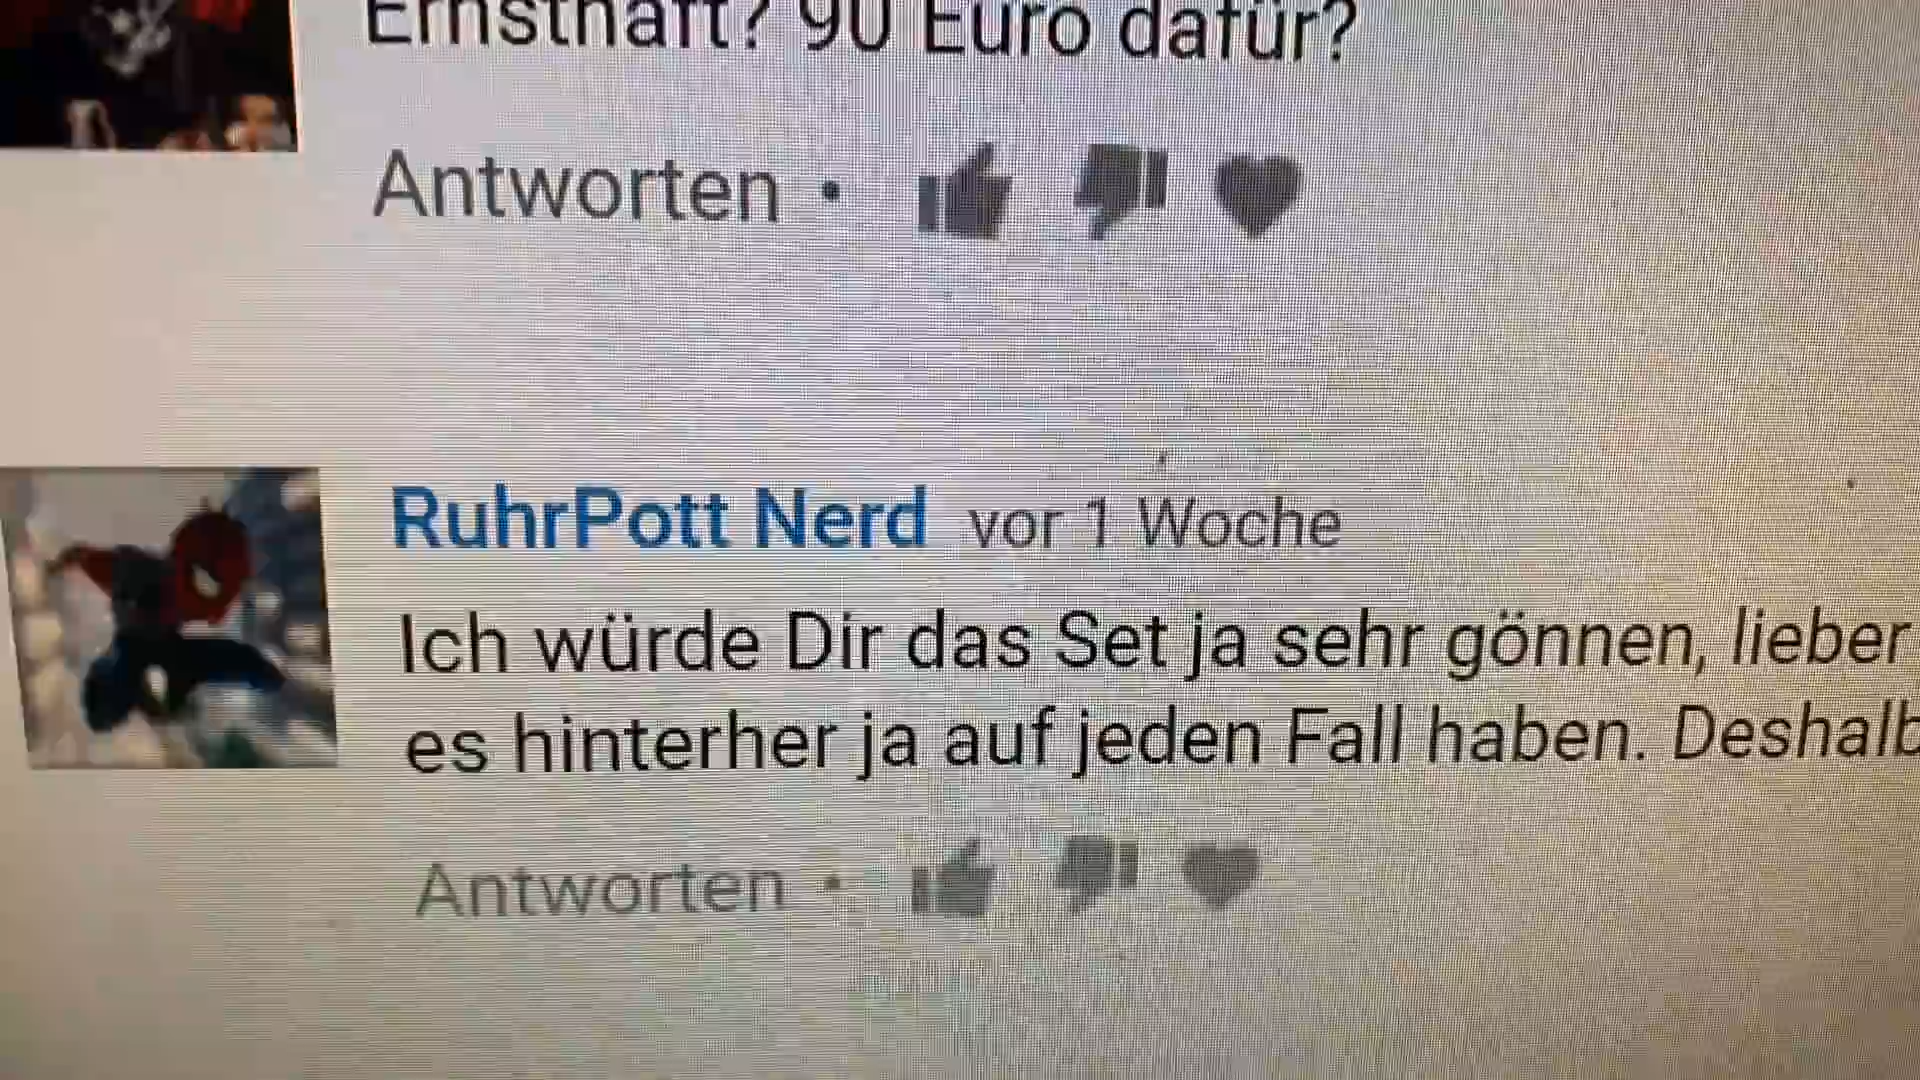 Ernsthaft? 90 Euro dafür?
Antworten •
RuhrPott Nerd vor 1 Woche
Ich würde Dir das Set ja sehr gönnen, lieber
es hinterher ja auf jeden Fall haben. Deshalb
Antworten •